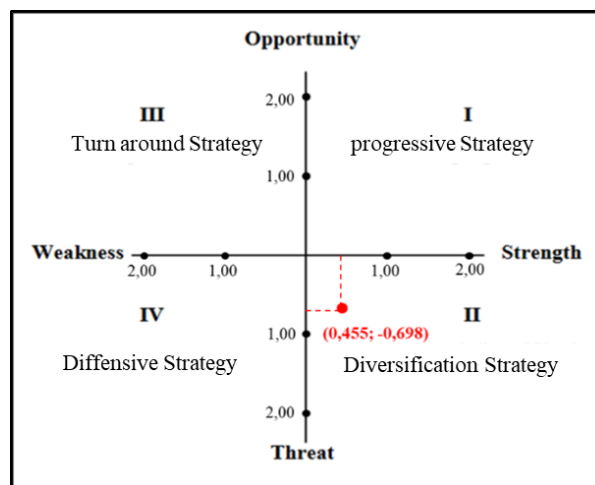 Opportunity
2,00
III
I
Turn around Strategy
progressive Strategy
1,00
Weakness
Strength
2,00
1,00
1,00
2,00
IV
II
1,00
(0,455; -0,698)
Diffensive Strategy
Diversification Strategy
2,00
Threat